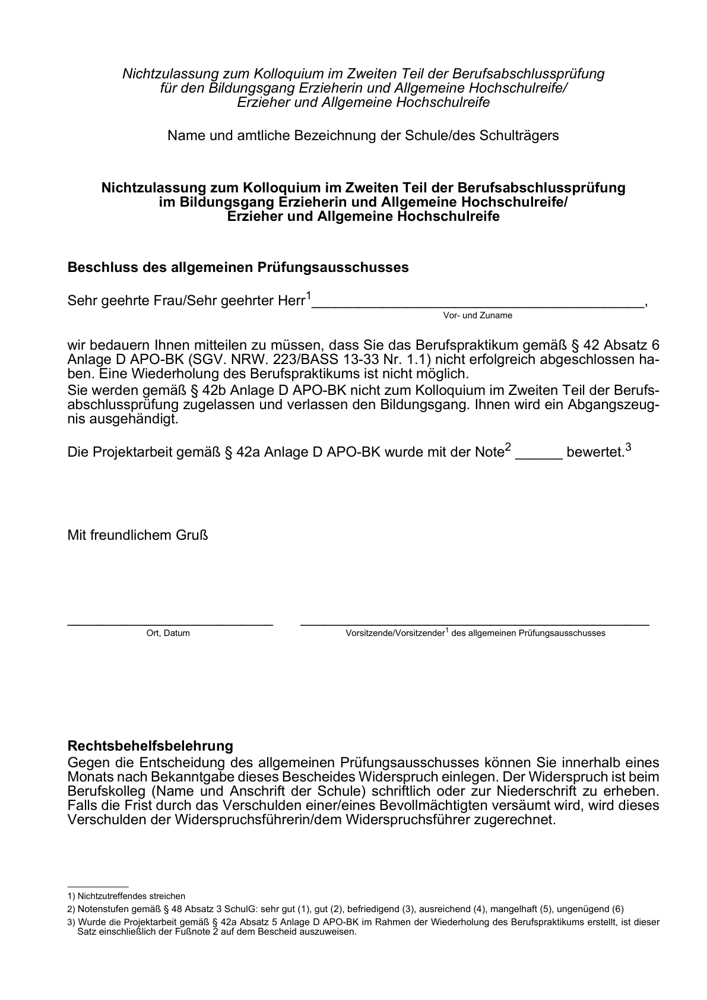 Nichtzulassung zum Kolloquium im Zweiten Teil der Berufsabschlussprüfung
für den Bildungsgang Erzieherin und Allgemeine Hochschulreife/
Erzieher und Allgemeine Hochschulreife
Name und amtliche Bezeichnung der Schule/des Schulträgers
Nichtzulassung zum Kolloquium im Zweiten Teil der Berufsabschlussprüfung
im Bildungsgang Erzieherin und Allgemeine Hochschulreife/
Erzieher und Allgemeine Hochschulreife
Beschluss des allgemeinen Prüfungsausschusses
Sehr geehrte Frau/Sehr geehrter Herr1__________________________________________,
Vor- und Zuname
wir bedauern Ihnen mitteilen zu müssen, dass Sie das Berufspraktikum gemäß § 42 Absatz 6
Anlage D APO-BK (SGV. NRW. 223/BASS 13-33 Nr. 1.1) nicht erfolgreich abgeschlossen ha-
ben. Eine Wiederholung des Berufspraktikums ist nicht möglich.
Sie werden gemäß § 42b Anlage D APO-BK nicht zum Kolloquium im Zweiten Teil der Berufs-
abschlussprüfung zugelassen und verlassen den Bildungsgang. Ihnen wird ein Abgangszeug-
nis ausgehändigt.
Die Projektarbeit gemäß § 42a Anlage D APO-BK wurde mit der Note2 ______ bewertet.3
Mit freundlichem Gruß
__________________________ ____________________________________________
Ort, Datum Vorsitzende/Vorsitzender1 des allgemeinen Prüfungsausschusses
Rechtsbehelfsbelehrung
Gegen die Entscheidung des allgemeinen Prüfungsausschusses können Sie innerhalb eines
Monats nach Bekanntgabe dieses Bescheides Widerspruch einlegen. Der Widerspruch ist beim
Berufskolleg (Name und Anschrift der Schule) schriftlich oder zur Niederschrift zu erheben.
Falls die Frist durch das Verschulden einer/eines Bevollmächtigten versäumt wird, wird dieses
Verschulden der Widerspruchsführerin/dem Widerspruchsführer zugerechnet.
1) Nichtzutreffendes streichen
2) Notenstufen gemäß § 48 Absatz 3 SchulG: sehr gut (1), gut (2), befriedigend (3), ausreichend (4), mangelhaft (5), ungenügend (6)
3) Wurde die Projektarbeit gemäß § 42a Absatz 5 Anlage D APO-BK im Rahmen der Wiederholung des Berufspraktikums erstellt, ist dieser
Satz einschließlich der Fußnote 2 auf dem Bescheid auszuweisen.